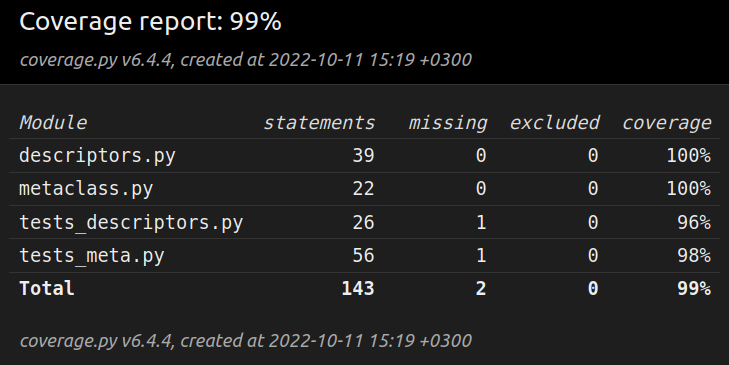 Coverage report: 99%
coverage.py v6.4.4, created at 2022-10-11 15:19 +0300
Module statements missing excluded coverage
descriptors.py 39 0 0 100%
metaclass.py 22 0 0 100%
tests_descriptors.py 26 1 0 96%
tests_meta.py 56 1 0 98%
Total 143 2 0 99%
coverage.py v6.4.4, created at 2022-10-11 15:19 +0300